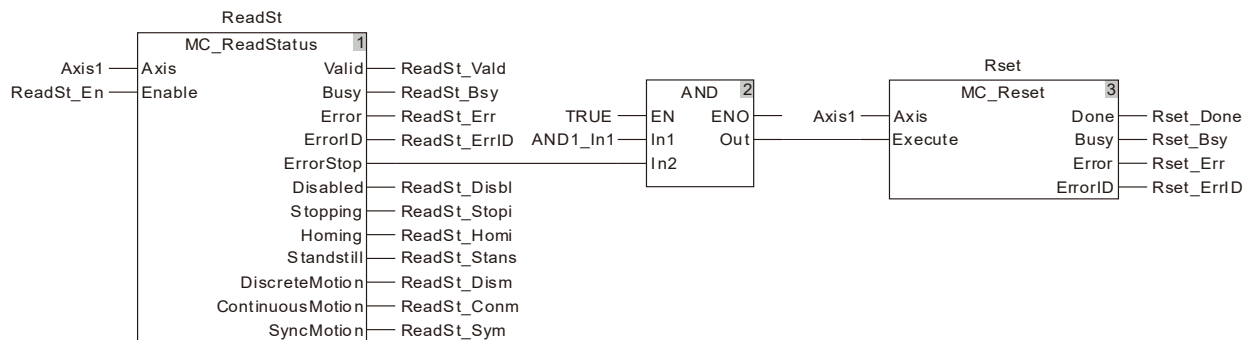 ReadSt
MC_ReadStatus 1
Axis1 Axis Valid ReadSt_Vald
ReadSt_En Enable Busy ReadSt_Bsy
Error ReadSt_Err
ErrorID ReadSt_ErrID
ErrorStop
Disabled ReadSt_Disbl
Stopping ReadSt_Stopi
Homing ReadSt_Homi
Standstill ReadSt_Stans
DiscreteMotion ReadSt_Dism
ContinuousMotion ReadSt_Conm
SyncMotion ReadSt_Sym
AND 2
TRUE EN ENO
AND1_In1 In1 Out
In2
Rset
MC_Reset 3
Axis1 Axis Done Rset_Done
Execute Busy Rset_Bsy
Error Rset_Err
ErrorID Rset_ErrID